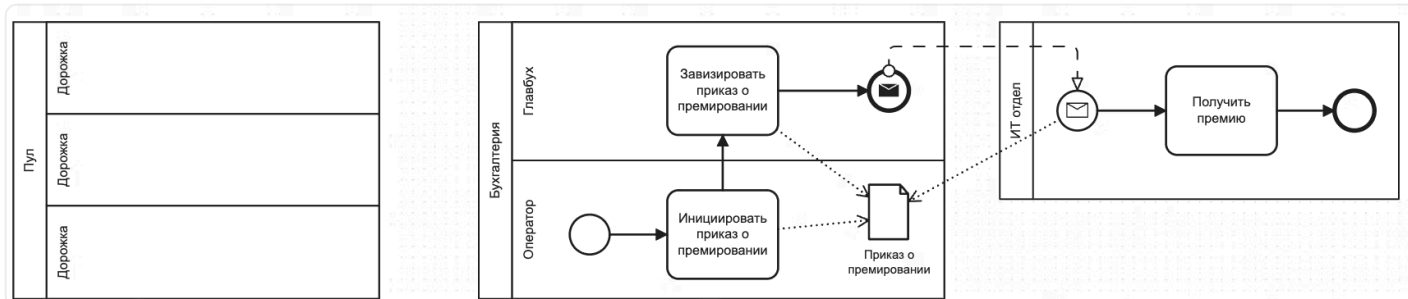 Пул
Дорожка
Дорожка
Дорожка
Бухгалтерия
Главбух
Завизировать
приказ о
премировании
Оператор
Инициировать
приказ о
премировании
Приказ о
премировании
ИТ отдел
Получить
премию